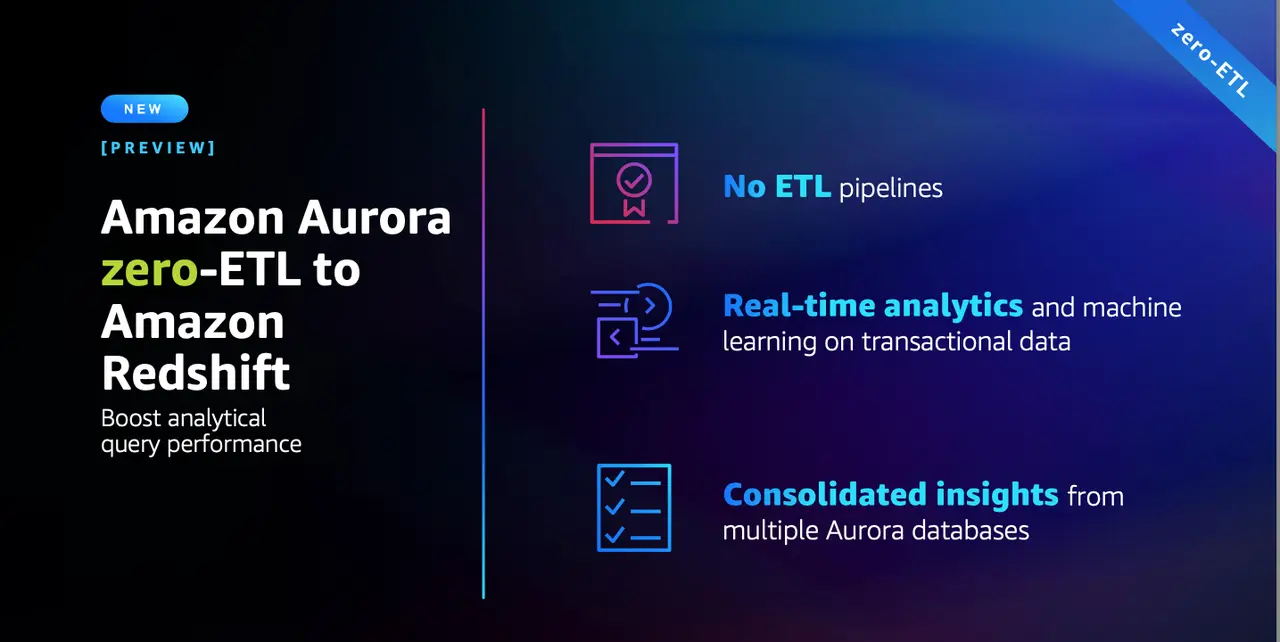 zero-ETL
NEW
[PREVIEW]
Amazon Aurora
zero-ETL to
Amazon
Redshift
Boost analytical
query performance
No ETL pipelines
Real-time analytics and machine
learning on transactional data
Consolidated insights from
multiple Aurora databases